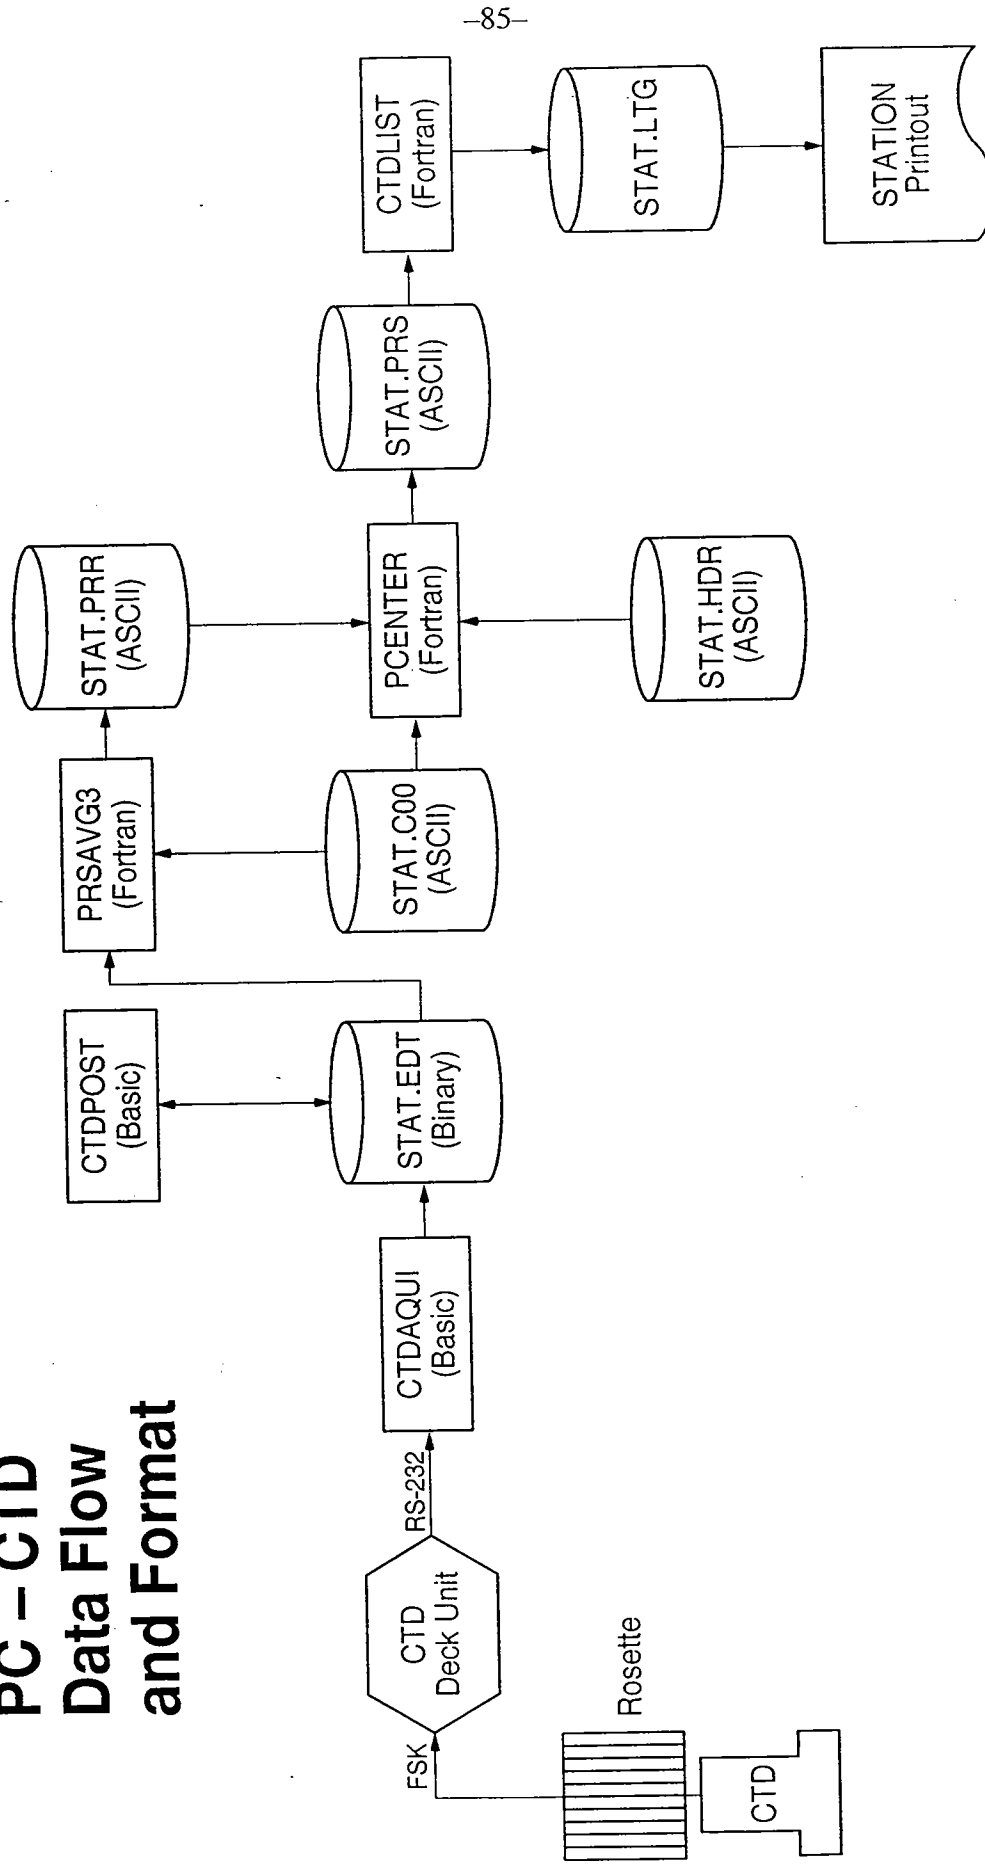 –85–
PC – CTD
Data Flow
and Format
CTD
Rosette
FSK
CTD
Deck Unit
RS-232
CTDAQUI
(Basic)
STAT.EDT
(Binary)
CTDPOST
(Basic)
PRSAVG3
(Fortran)
STAT.C00
(ASCII)
STAT.PRR
(ASCII)
PCENTER
(Fortran)
STAT.HDR
(ASCII)
STAT.PRS
(ASCII)
CTDLIST
(Fortran)
STAT.LTG
STATION
Printout